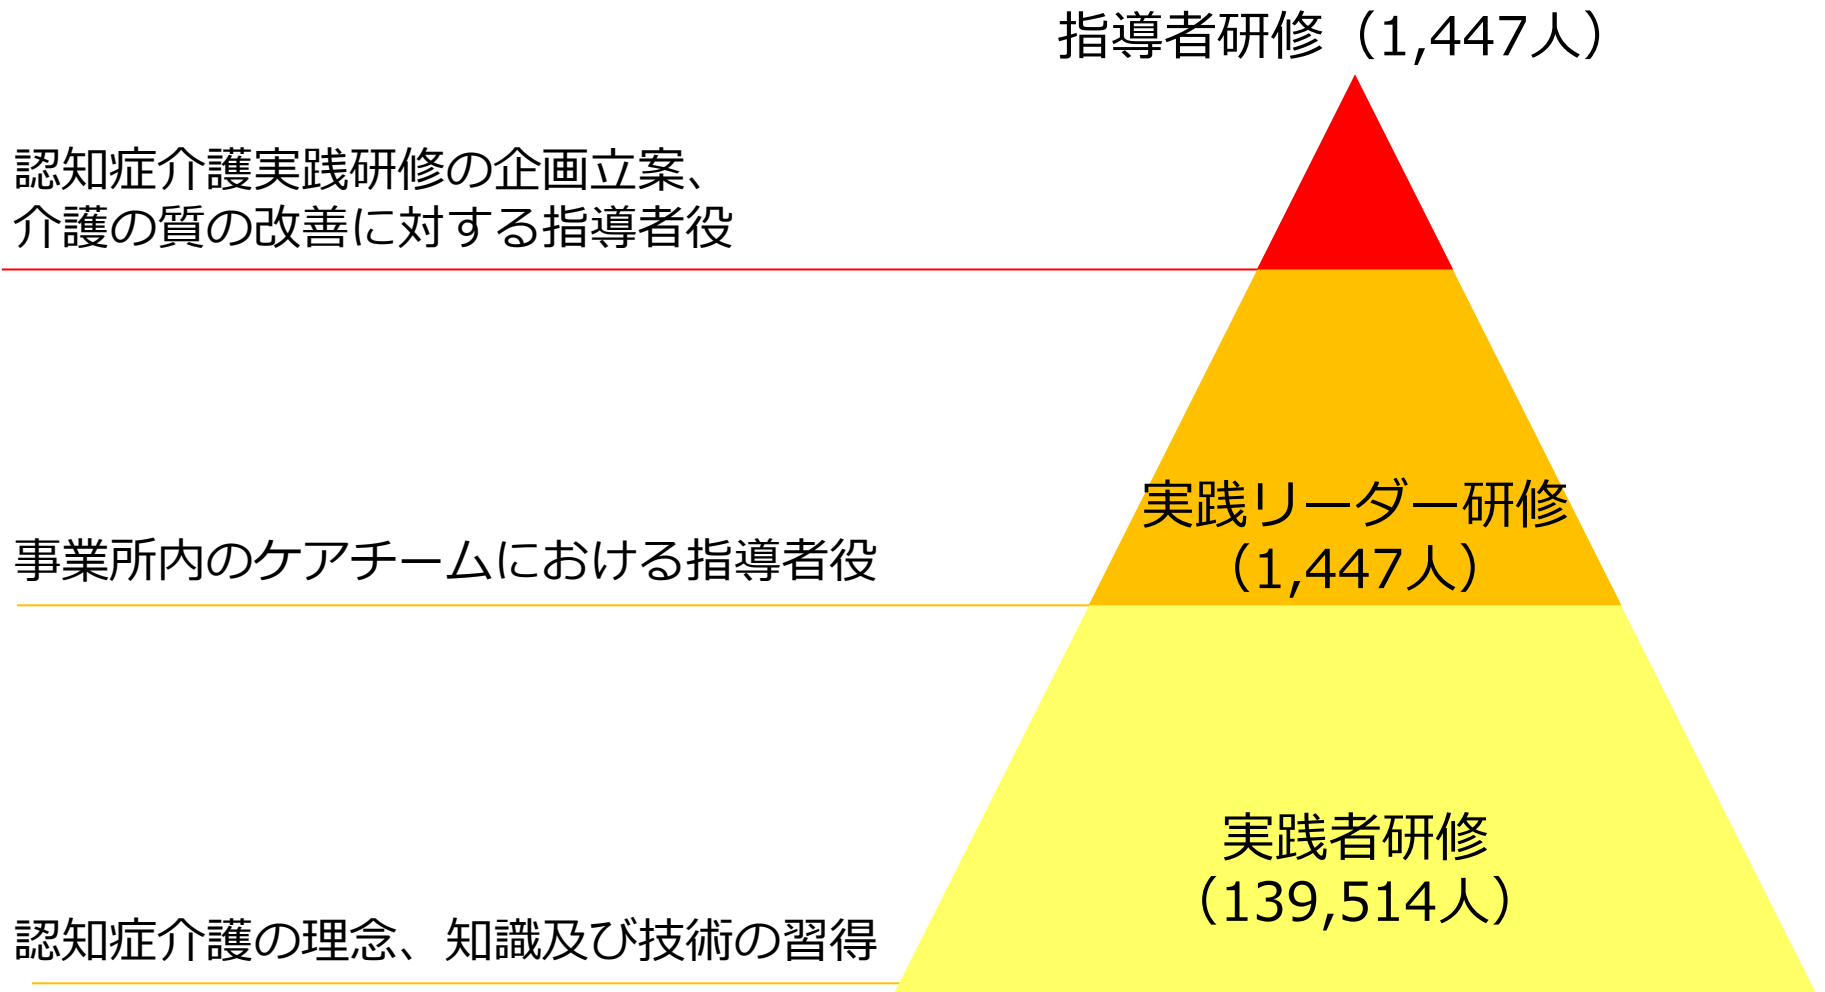 指導者研修（1,447人）
認知症介護実践研修の企画立案、
介護の質の改善に対する指導者役
実践リーダー研修
（1,447人）
事業所内のケアチームにおける指導者役
実践者研修
（139,514人）
認知症介護の理念、知識及び技術の習得